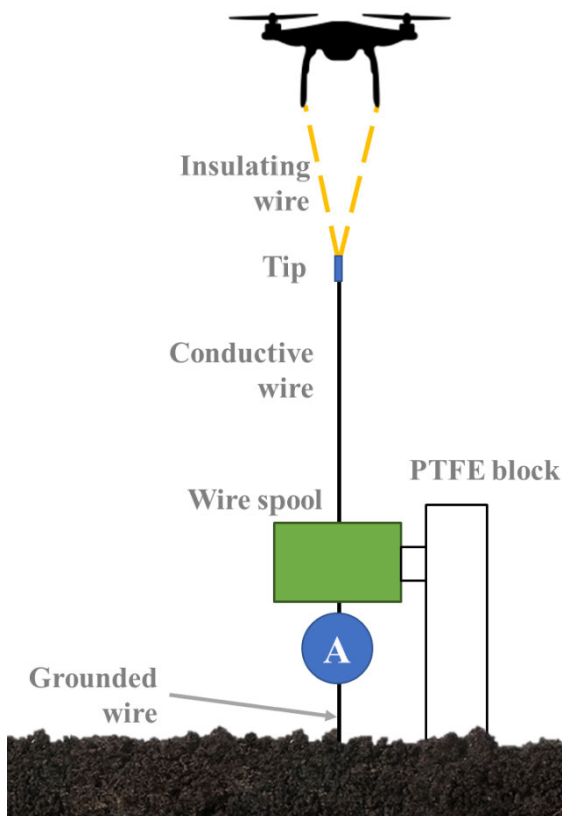 Insulating
wire
Tip
Conductive
wire
PTFE block
Wire spool
A
Grounded
wire